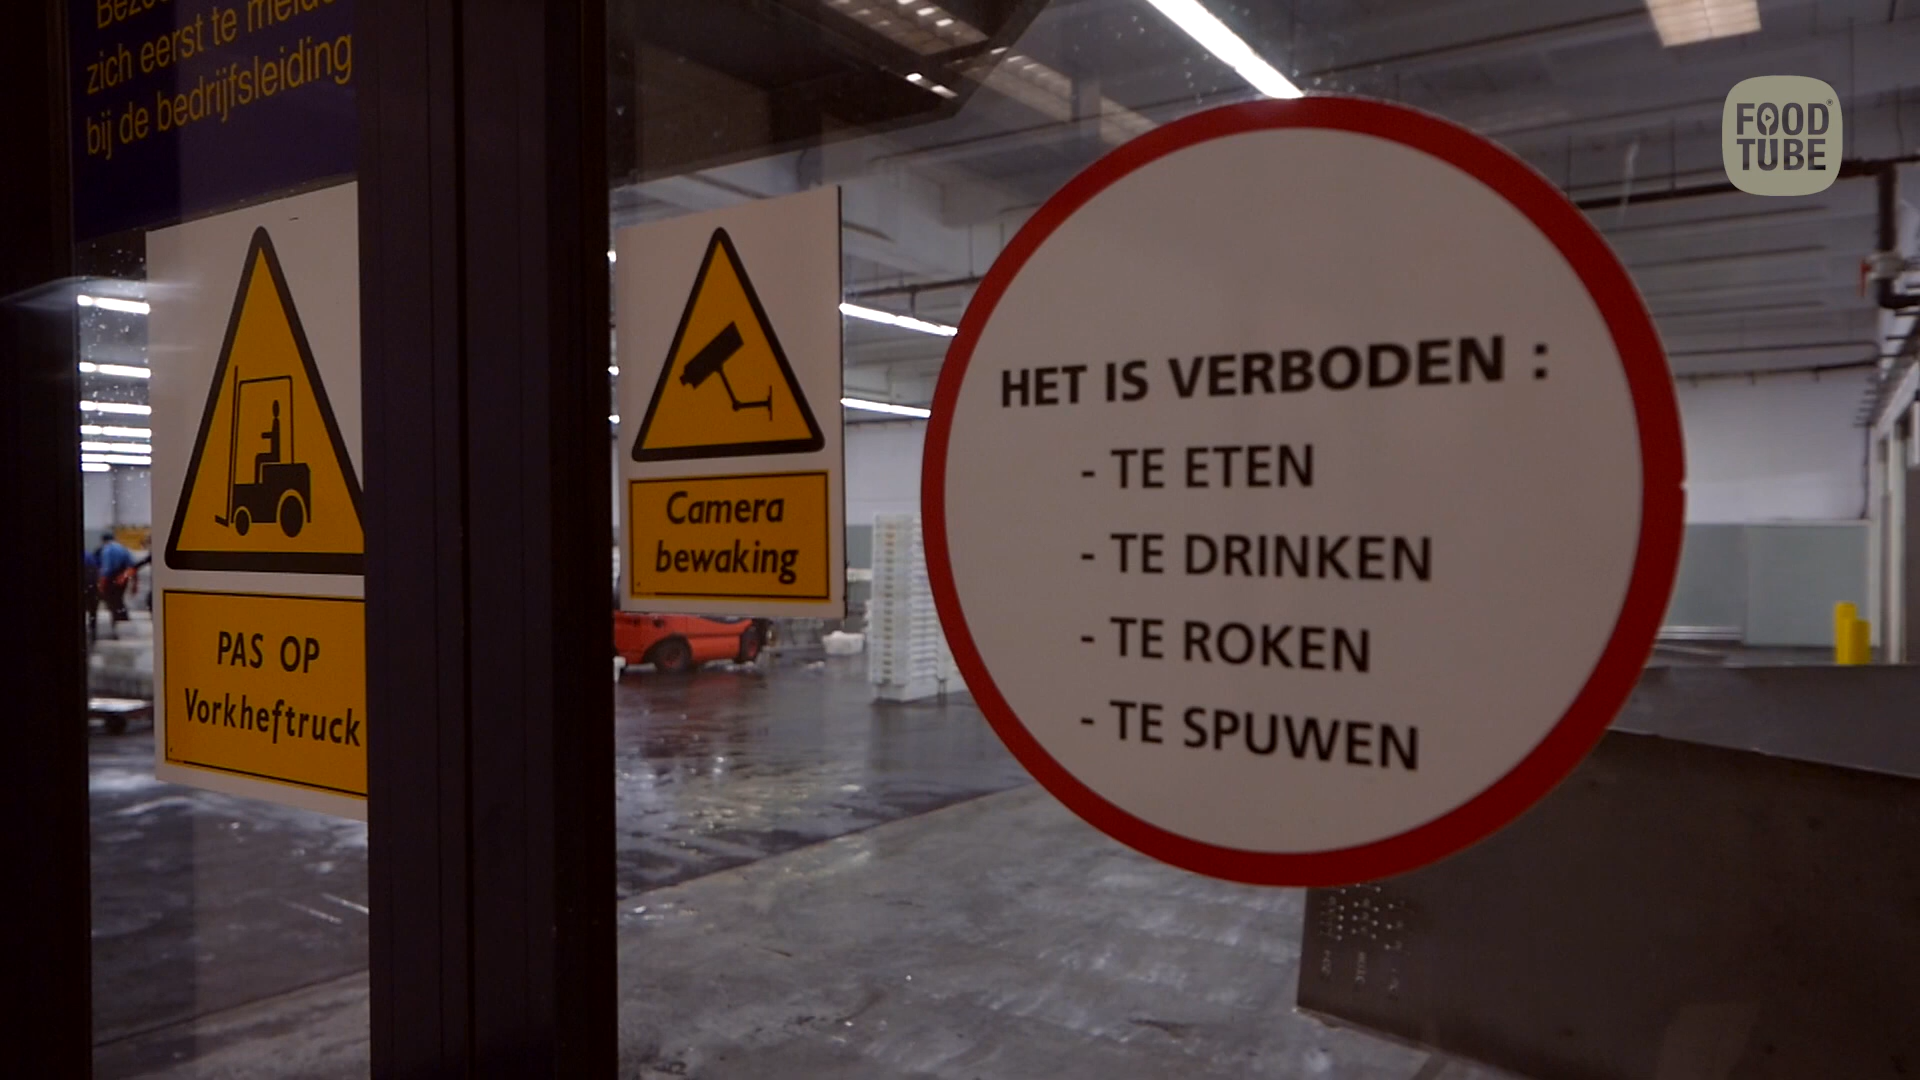 zich eerst te
bij de bedrijfsleiding
PAS OP
Vorkheftruck
Camera
bewaking
HET IS VERBODEN :
- TE ETEN
- TE DRINKEN
- TE ROKEN
- TE SPUWEN
FOOD
TUBE